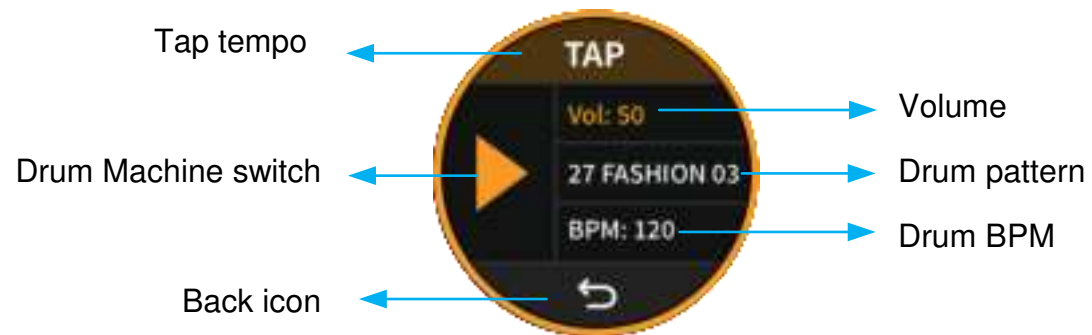 Tap tempo
TAP
Vol: 50
Volume
Drum Machine switch
27 FASHION 03
Drum pattern
BPM: 120
Drum BPM
Back icon